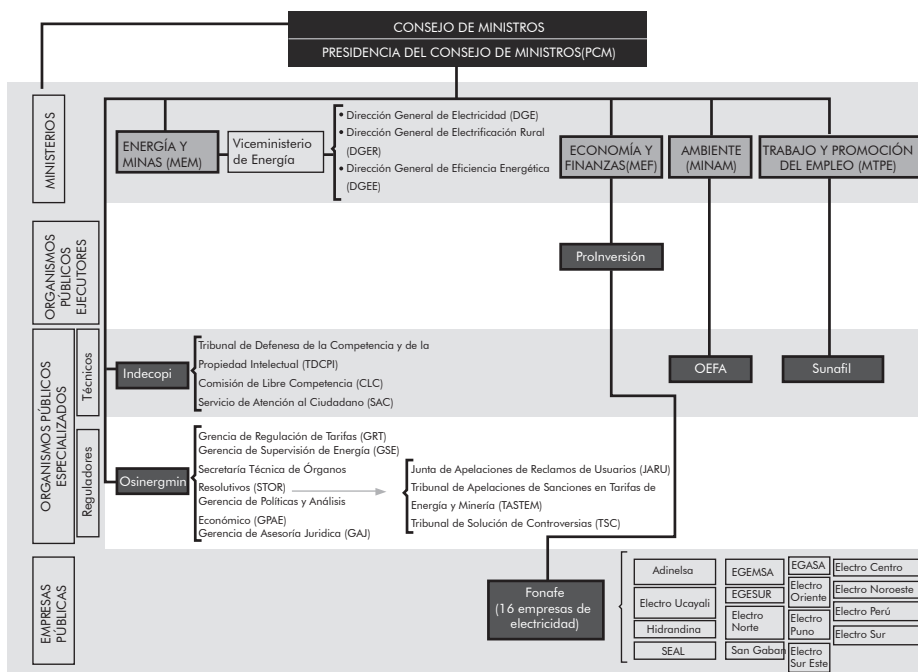 CONSEJO DE MINISTROS
PRESIDENCIA DEL CONSEJO DE MINISTROS(PCM)
MINISTERIOS
ENERGÍA Y
MINAS (MEM)
Viceministerio
de Energía
• Dirección General de Electricidad (DGE)
• Dirección General de Electrificación Rural
(DGER)
• Dirección General de Eficiencia Energética
(DGEE)
ECONOMÍA Y
FINANZAS(MEF)
AMBIENTE
(MINAM)
TRABAJO Y PROMOCIÓN
DEL EMPLEO (MTPE)
ORGANISMOS
PÚBLICOS
EJECUTORES
ProInversión
ORGANISMOS PÚBLICOS
ESPECIALIZADOS
Técnicos
Indecopi
Tribunal de Defenesa de la Competencia y de la
Propiedad Intelectual (TDCPI)
Comisión de Libre Competencia (CLC)
Servicio de Atención al Ciudadano (SAC)
OEFA
Sunafil
Reguladores
Osinergmin
Grencia de Regulación de Tarifas (GRT)
Gerencia de Supervisión de Energía (GSE)
Secretaría Técnica de Órganos
Resolutivos (STOR)
Gerencia de Políticas y Análisis
Económico (GPAE)
Gerencia de Asesoría Juridica (GAJ)
Junta de Apelaciones de Reclamos de Usuarios (JARU)
Tribunal de Apelaciones de Sanciones en Tarifas de
Energía y Minería (TASTEM)
Tribunal de Solución de Controversias (TSC)
EMPRESAS
PÚBLICAS
Fonafe
(16 empresas de
electricidad)
Adinelsa
Electro Ucayali
Hidrandina
SEAL
EGEMSA
EGESUR
Electro
Norte
San Gaban
EGASA
Electro
Oriente
Electro
Puno
Electro
Sur Este
Electro Centro
Electro Noroeste
Electro Perú
Electro Sur